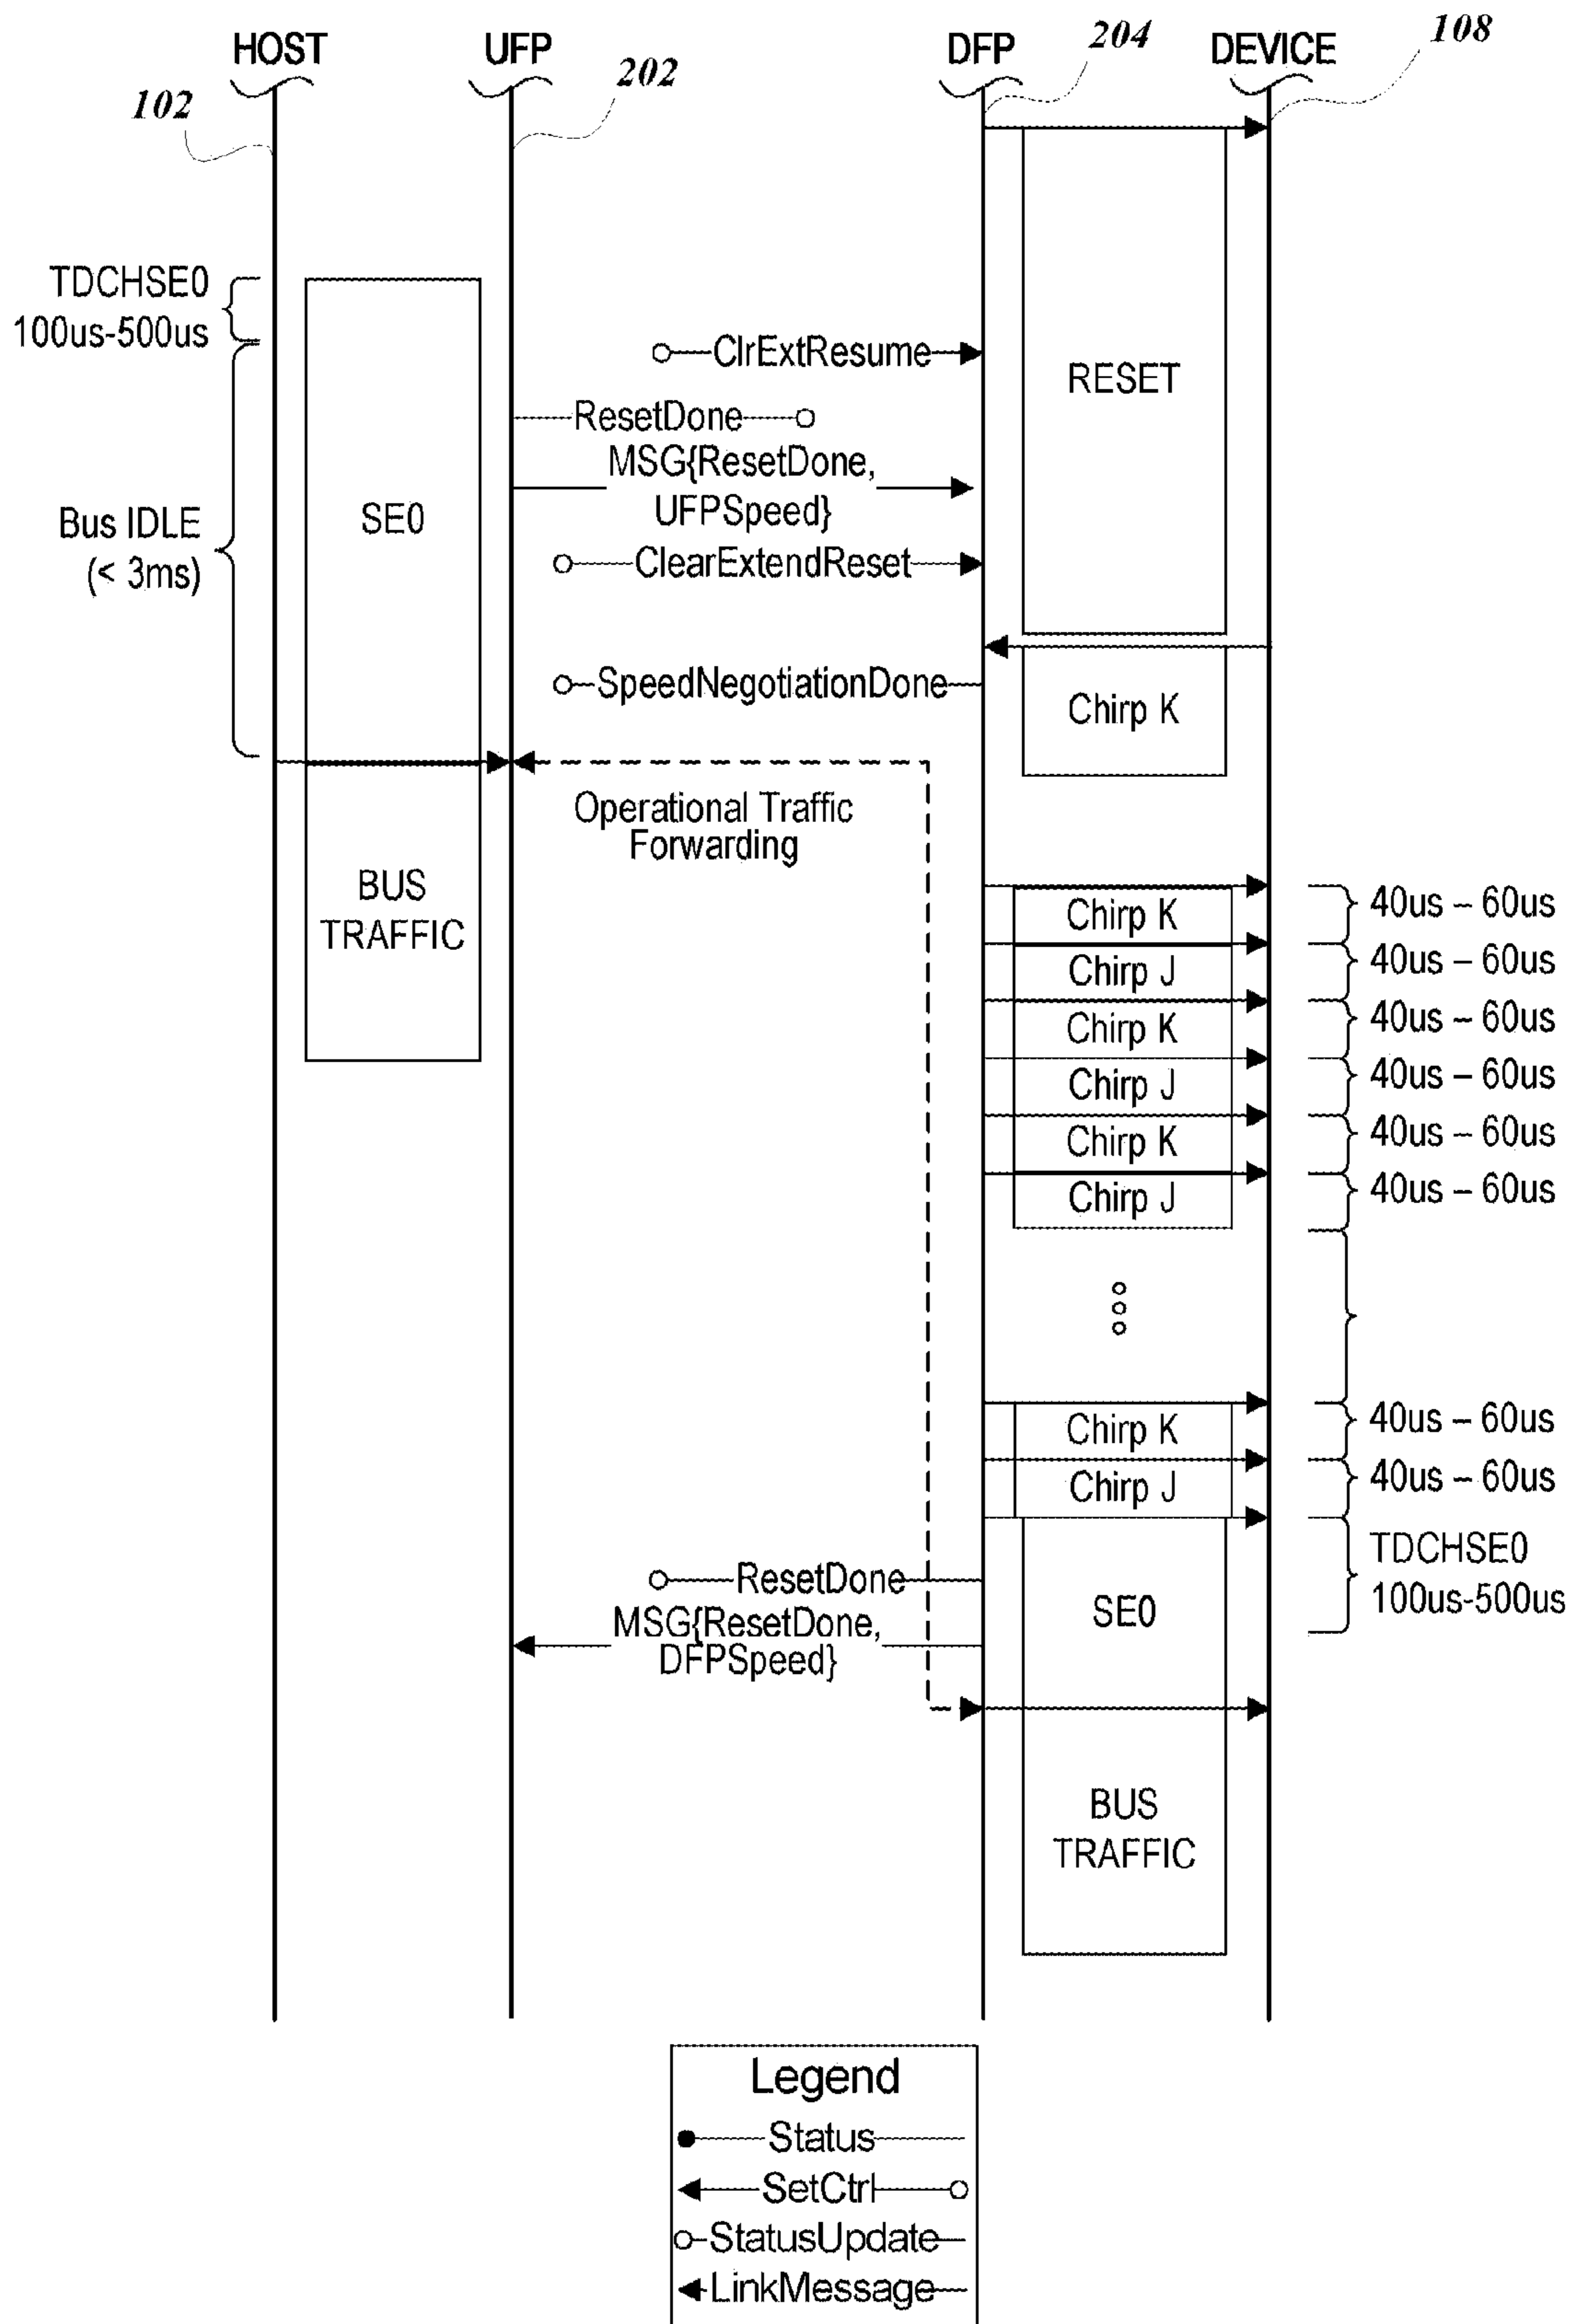 HOST
UFP
DFP
DEVICE
102
202
204
108
TDCHSE0
100us-500us
Bus IDLE
(< 3ms)
SE0
BUS
TRAFFIC
ClrExtResume
ResetDone
MSG{ResetDone,
UFPSpeed}
ClearExtendReset
SpeedNegotiationDone
Operational Traffic
Forwarding
RESET
Chirp K
Chirp K
40us – 60us
Chirp J
40us – 60us
Chirp K
40us – 60us
Chirp J
40us – 60us
Chirp K
40us – 60us
Chirp J
40us – 60us
Chirp K
40us – 60us
Chirp J
40us – 60us
ResetDone
MSG{ResetDone,
DFPSpeed}
SE0
TDCHSE0
100us-500us
BUS
TRAFFIC
Legend
Status
SetCtrl
StatusUpdate
LinkMessage